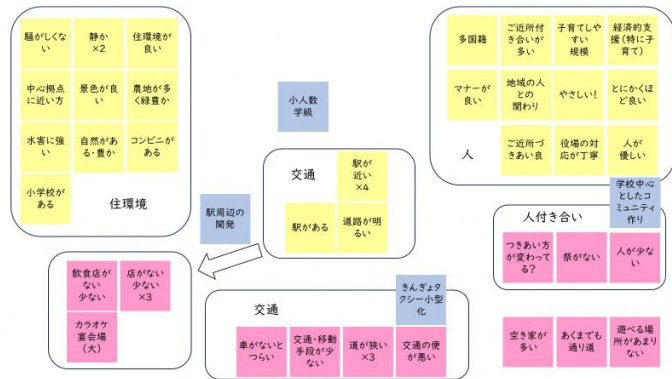 騒がしく
ない
静か
×2
住環境
が良い
中心拠点
に近い方
景色が良
い
農地が多
く緑豊か
水害に強
い
自然があ
る・豊か
コンビニが
ある
小学校が
ある
住環境
小人数
学級
多国籍
ご近所付
き合いが
多い
子育てしや
すい
規模
経済的支
援(特に子
育て)
マナーが
良い
地域の人
との
関わり
やさしい!
とにかく
ほど良い
人
ご近所づ
きあい良
役場の対
応が丁寧
人が
優しい
交通
駅が
近い
×4
駅がある
道路が明
るい
駅周辺の
開発
学校中心
としたコ
ミュニティ
作り
人付き合い
つきあい方
が変わって
る?
祭がない
人が少な
い
飲食店が
ない
少ない
店がない
少ない
×3
カラオケ
宴会場
(大)
交通
きんぎょタ
クシー小型
化
車がないと
つらい
交通・移動
手段が少
ない
道が狭い
×3
交通の便
が悪い
空き家
が多い
あくまでも
通り道
遊べる場
所があまり
ない